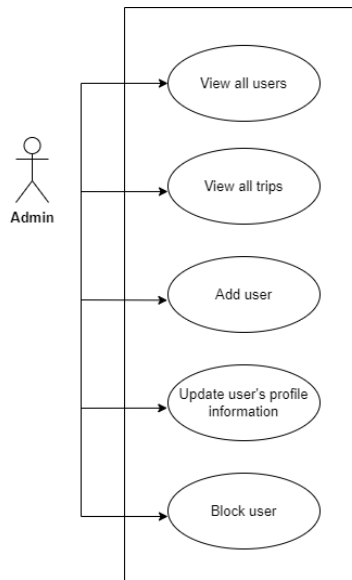 View all users
View all trips
Admin
Add user
Update user's profile
information
Block user